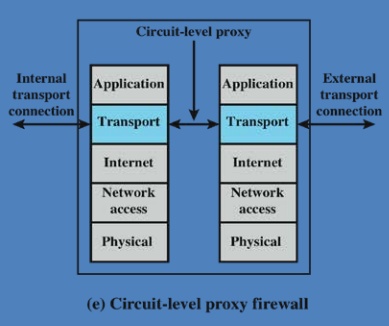 Circuit-level proxy
Internal
transport
connection
External
transport
connection
Application
Transport
Internet
Network
access
Physical
Application
Transport
Internet
Network
access
Physical
(e) Circuit-level proxy firewall